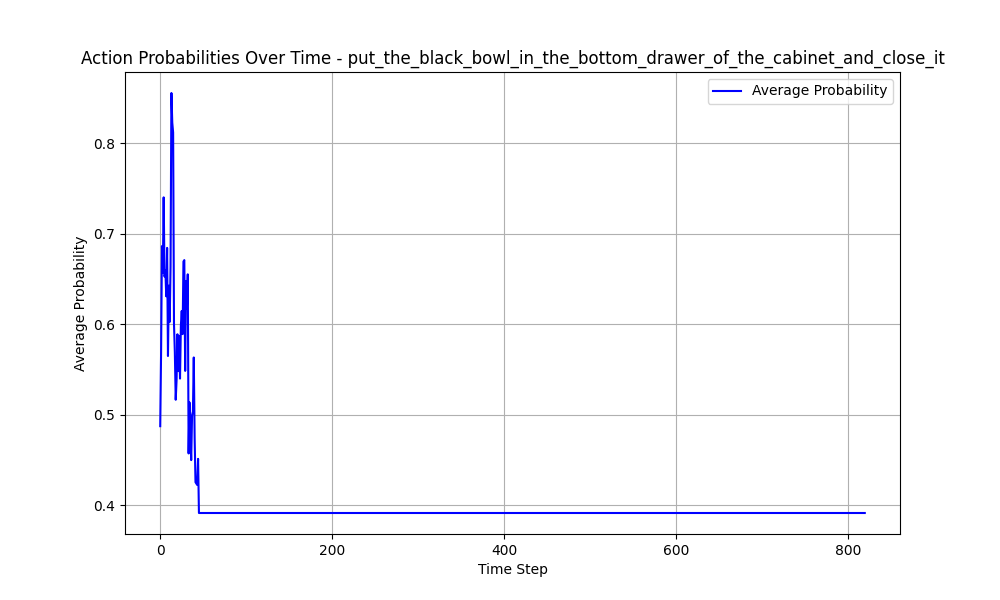 Action Probabilities Over Time - put_the_black_bowl_in_the_bottom_drawer_of_the_cabinet_and_close_it
Average Probability
0.8
0.7
0.6
0.5
0.4
Average Probability
0
200
400
600
800
Time Step